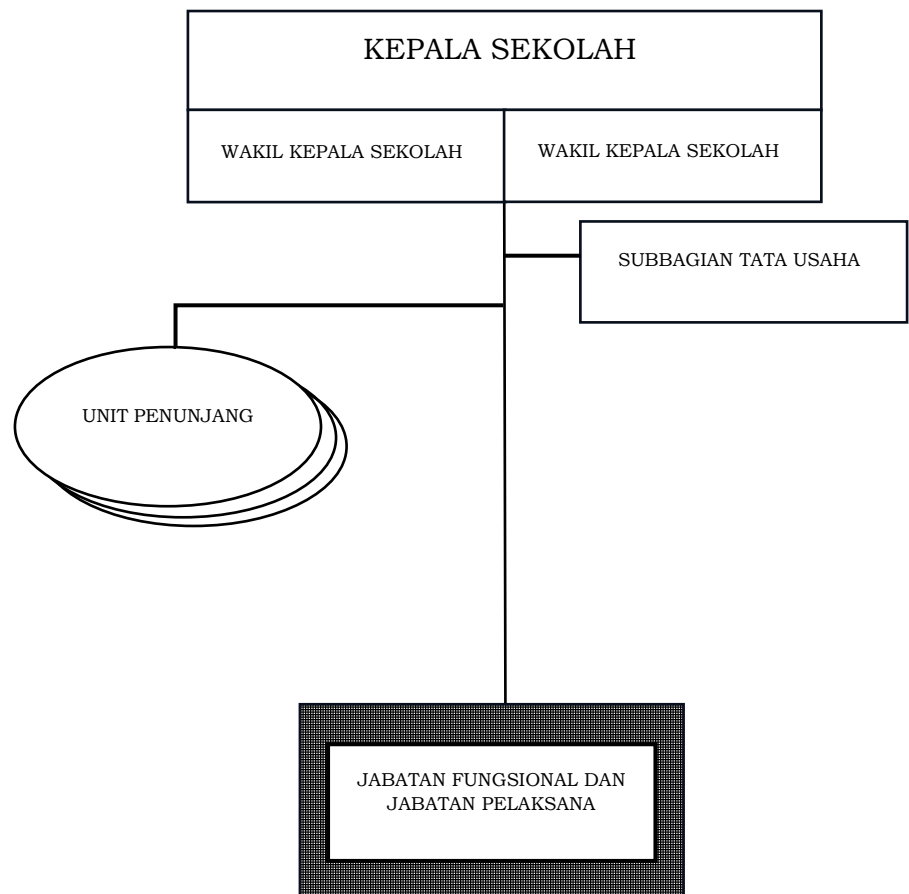 KEPALA SEKOLAH
WAKIL KEPALA SEKOLAH
WAKIL KEPALA SEKOLAH
SUBBAGIAN TATA USAHA
UNIT PENUNJANG
JABATAN FUNGSIONAL DAN
JABATAN PELAKSANA